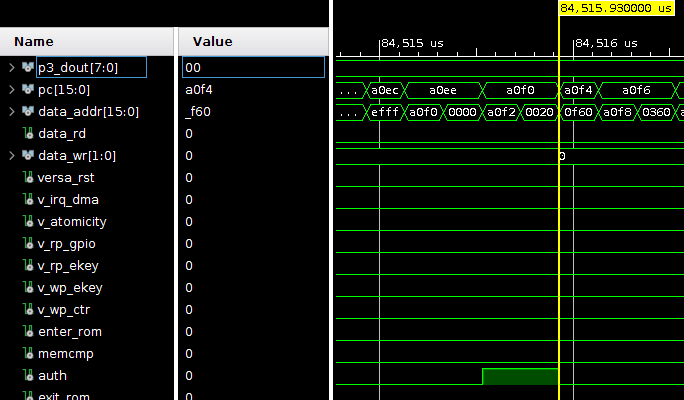 84,515.930000 us
Name Value
84,515 us 84,516 us
p3_dout[7:0] 00
pc[15:0] a0f4 ... a0ec a0ee a0f0 a0f4 a0f6
data_addr[15:0] _f60 ... efff a0f0 0000 a0f2 0020 0f60 a0f8 0360
data_rd 0
data_wr[1:0] 0 0
versa_rst 0
v_irq_dma 0
v_atomicity 0
v_rp_gpio 0
v_rp_ekey 0
v_wp_ekey 0
v_wp_ctr 0
enter_rom 0
memcmp 0
auth 0
exit_rom 0